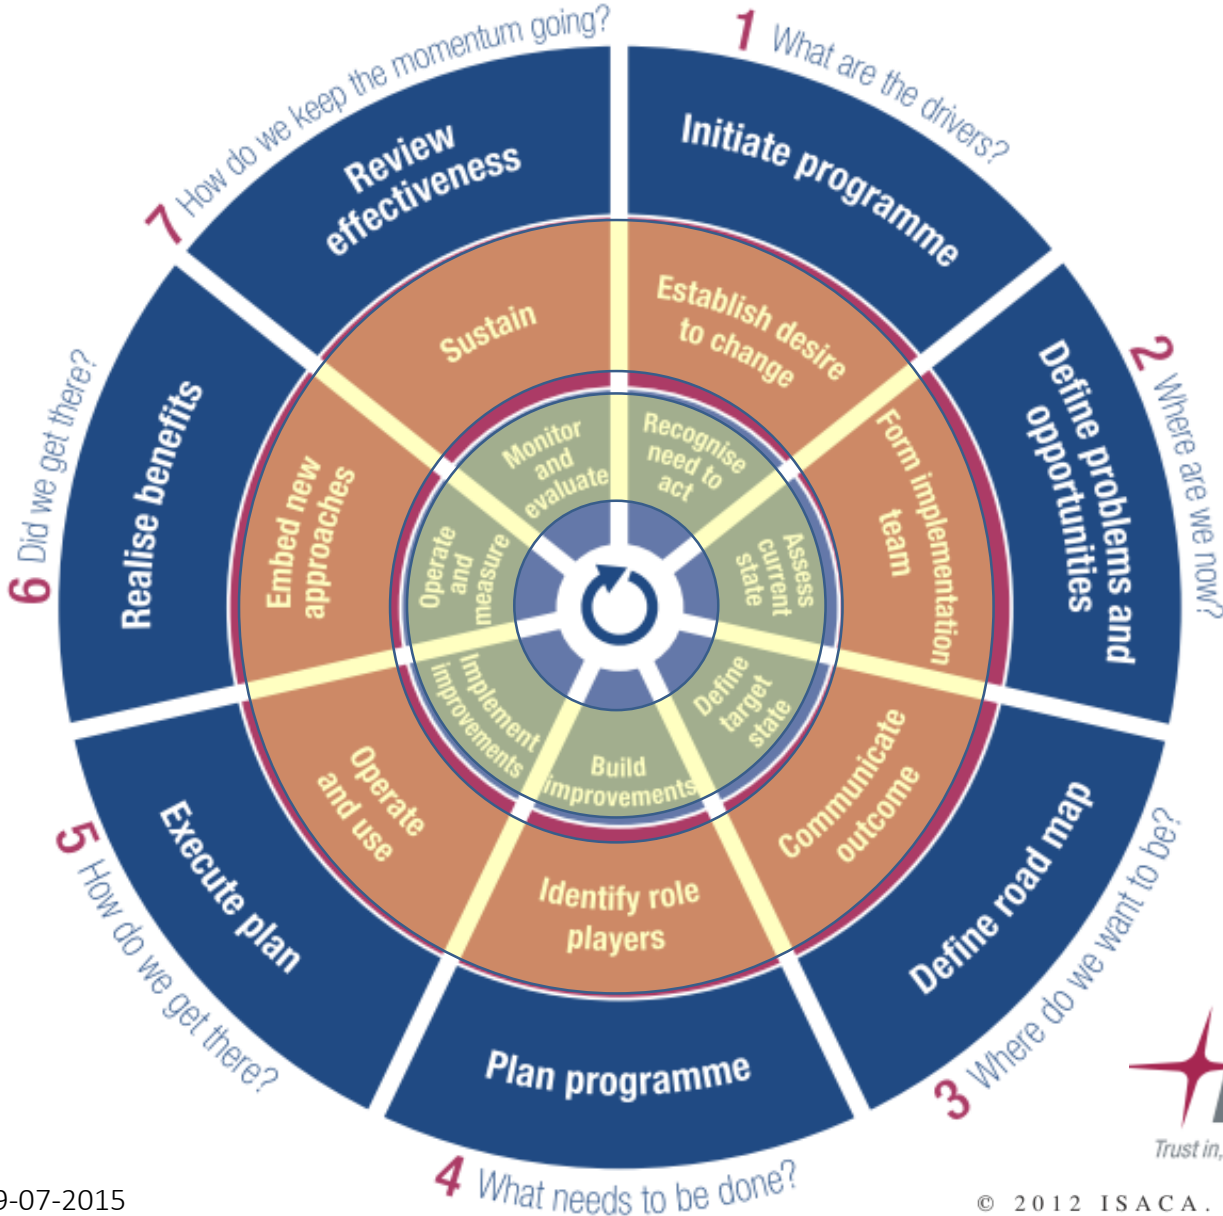 1 What are the drivers?
2 Where are we now?
3 Where do we want to be?
4 What needs to be done?
5 How do we get there?
6 Did we get there?
7 How do we keep the momentum going?
Initiate programme
Define problems and
opportunities
Define road map
Plan programme
Execute plan
Realise benefits
Review
effectiveness
Establish desire
to change
Form implementation
team
Communicate
outcome
Identify role
players
Operate
and use
Embed new
approaches
Sustain
Recognise
need to
act
Assess
current
state
Define
target
state
Build
improvements
Implement
improvements
Operate
and
measure
Monitor
and
evaluate
Trust in,
9-07-2015
© 2012 ISACA.